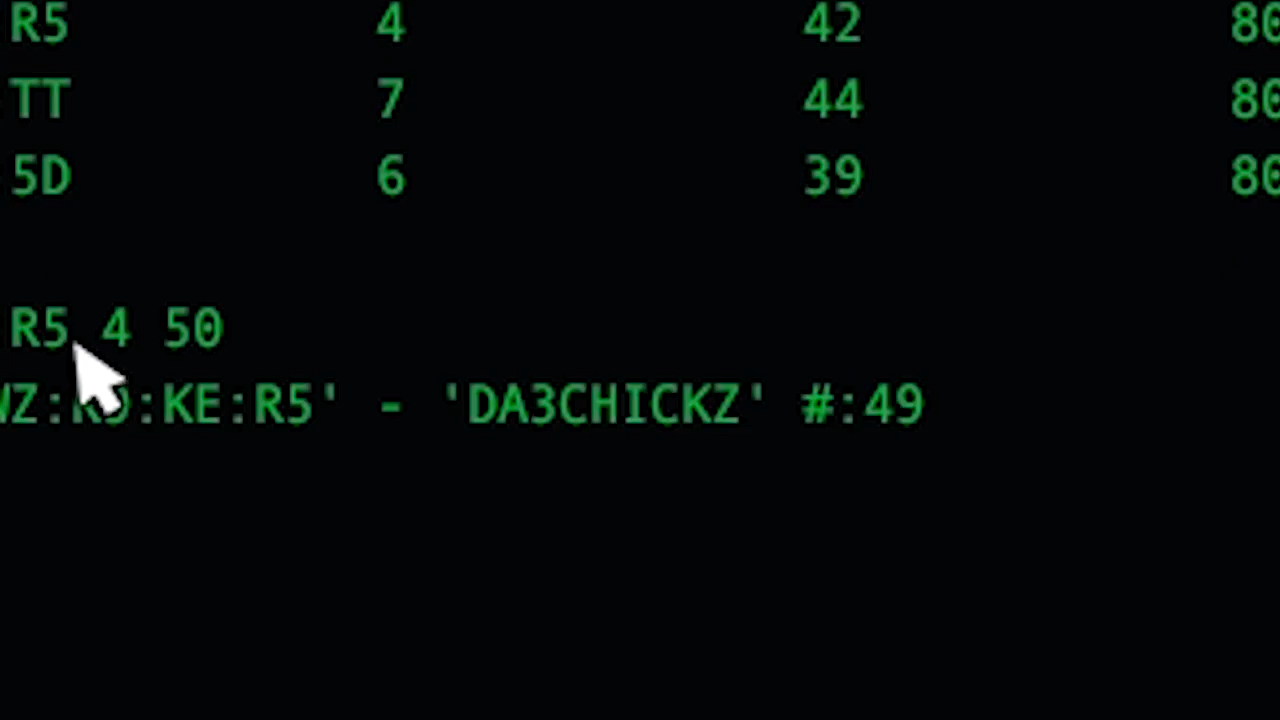 R5 4 42 80
TT 7 44 80
5D 6 39 80
R5 4 50
Z: :KE:R5' - 'DA3CHICKZ' #:49